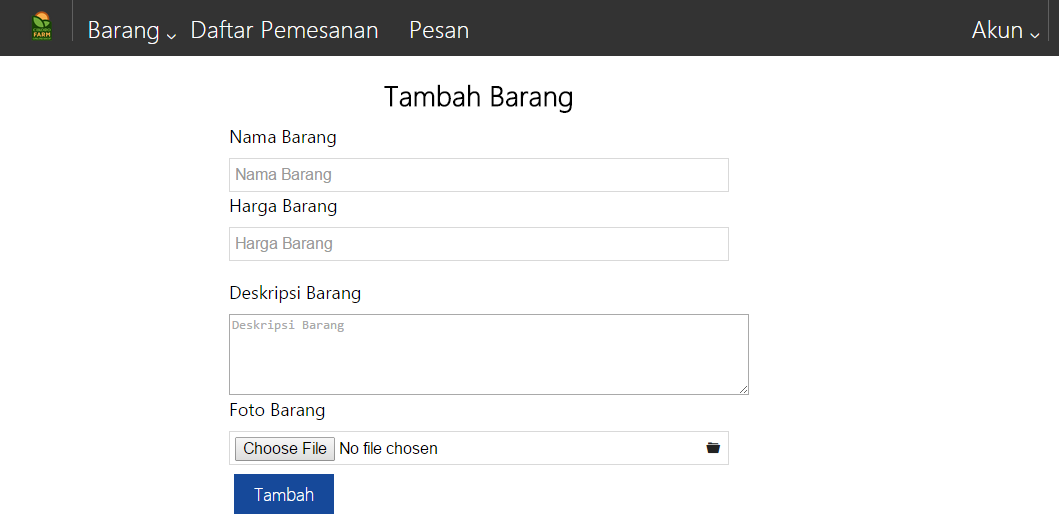 FARM
Barang Daftar Pemesanan Pesan Akun
Tambah Barang
Nama Barang
Nama Barang
Harga Barang
Harga Barang
Deskripsi Barang
Deskripsi Barang
Foto Barang
Choose File No file chosen
Tambah